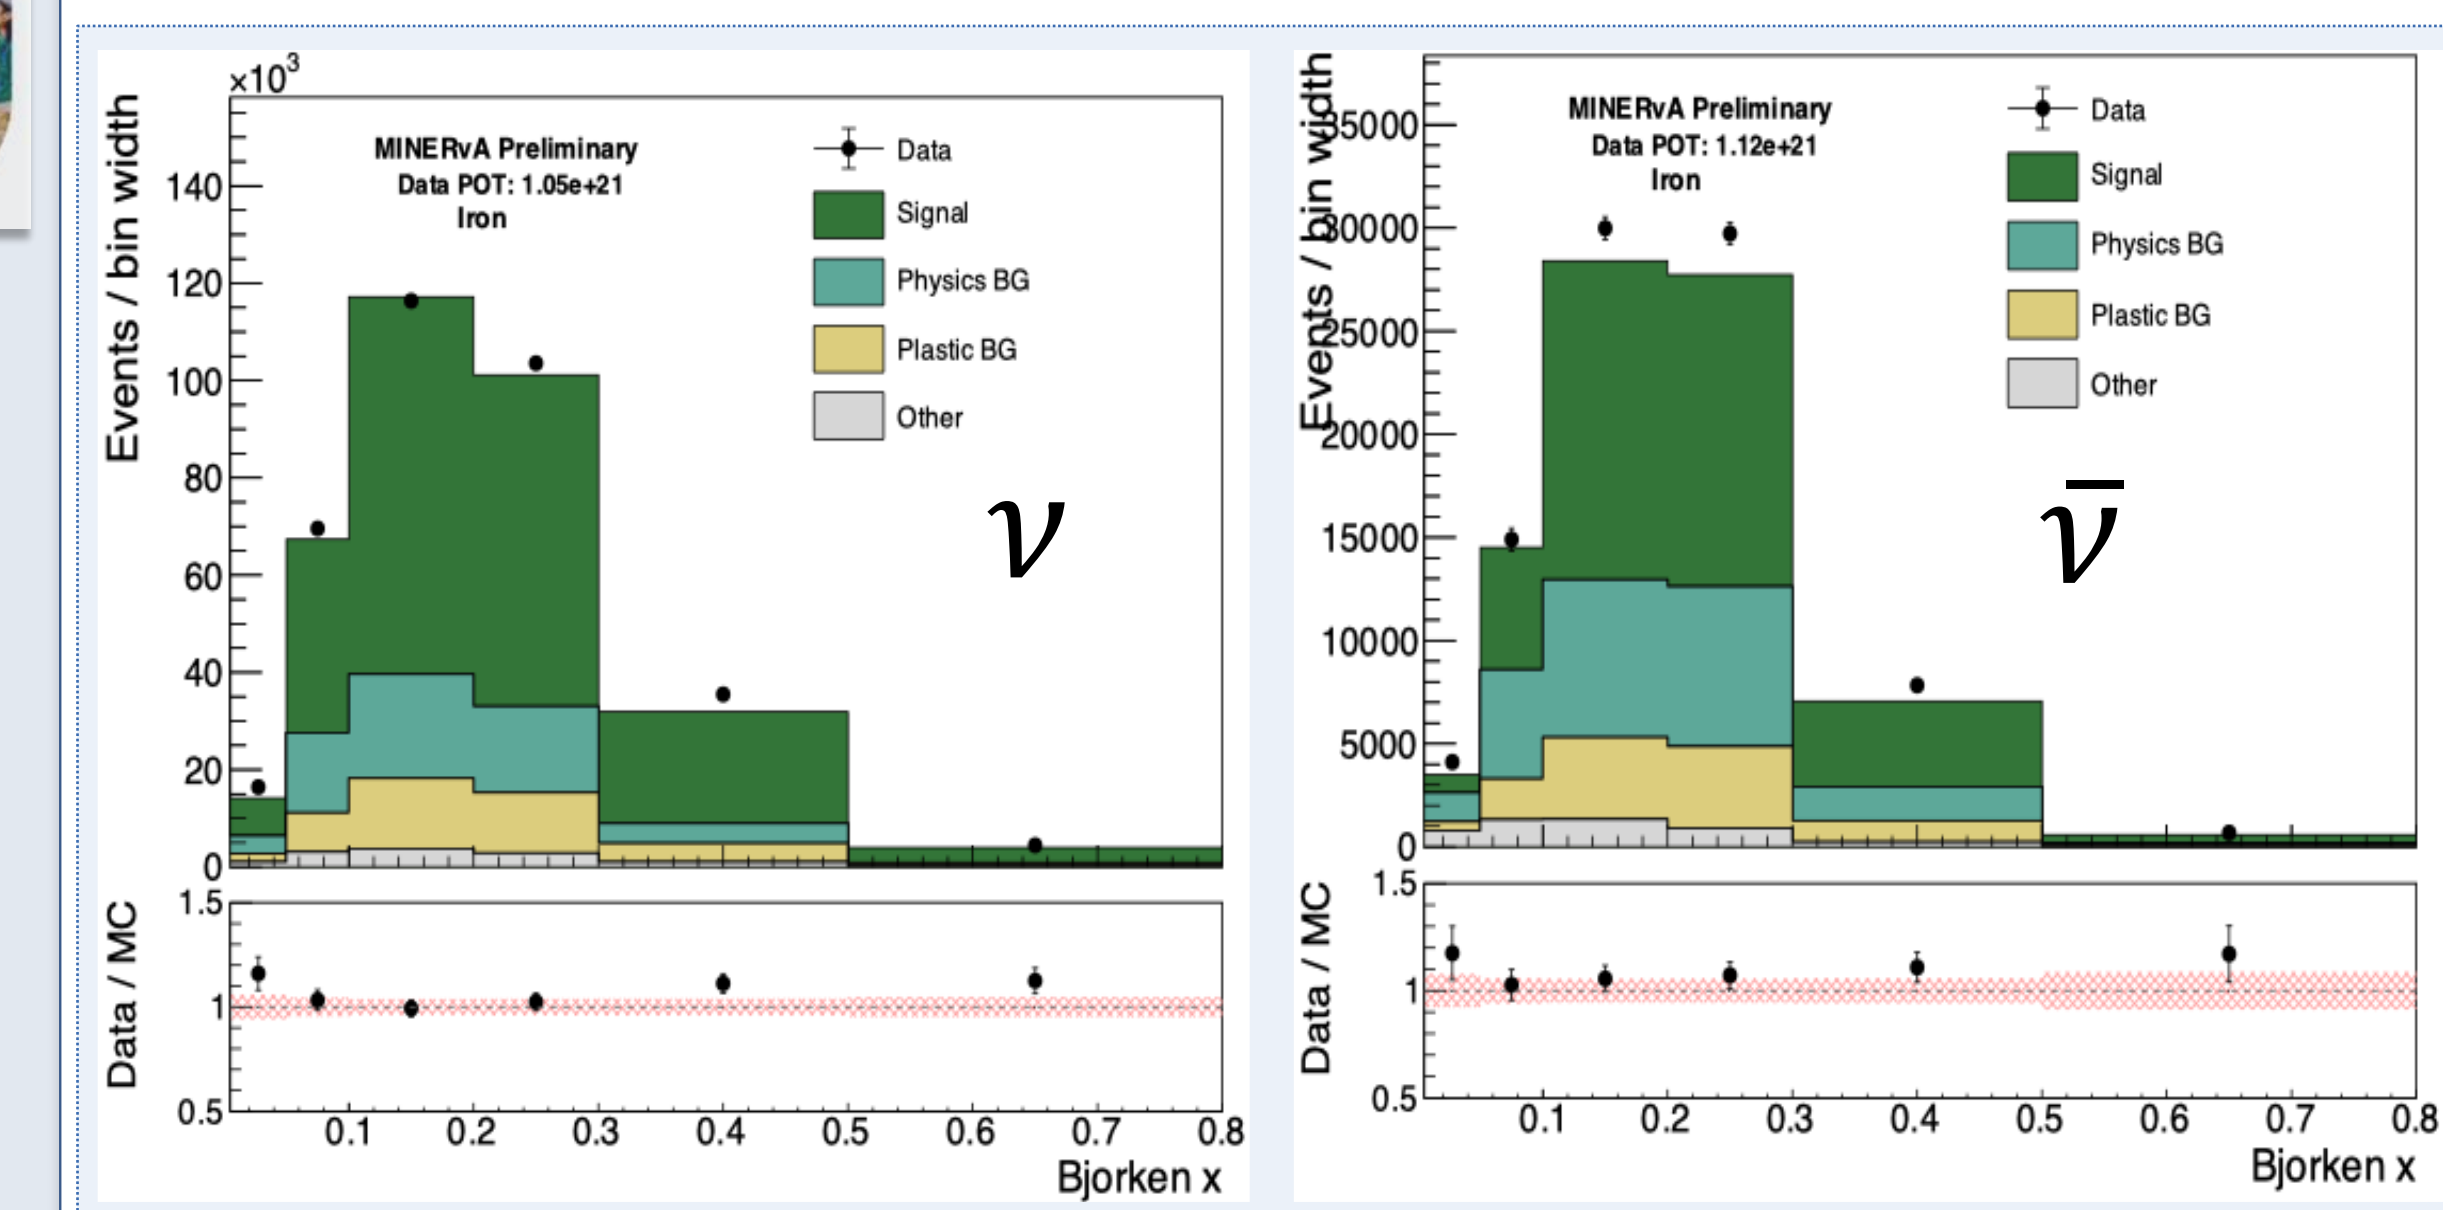 ×10³
Events / bin width
MINERvA Preliminary
Data POT: 1.05e+21
Iron
Data
Signal
Physics BG
Plastic BG
Other
140
120
100
80
60
40
20
0
ν
Data / MC
1.5
1
0.5
0.1 0.2 0.3 0.4 0.5 0.6 0.7 0.8
Bjorken x
Events / bin width
MINERvA Preliminary
Data POT: 1.12e+21
Iron
Data
Signal
Physics BG
Plastic BG
Other
35000
30000
25000
20000
15000
10000
5000
0
ν̅
Data / MC
1.5
1
0.5
0.1 0.2 0.3 0.4 0.5 0.6 0.7 0.8
Bjorken x